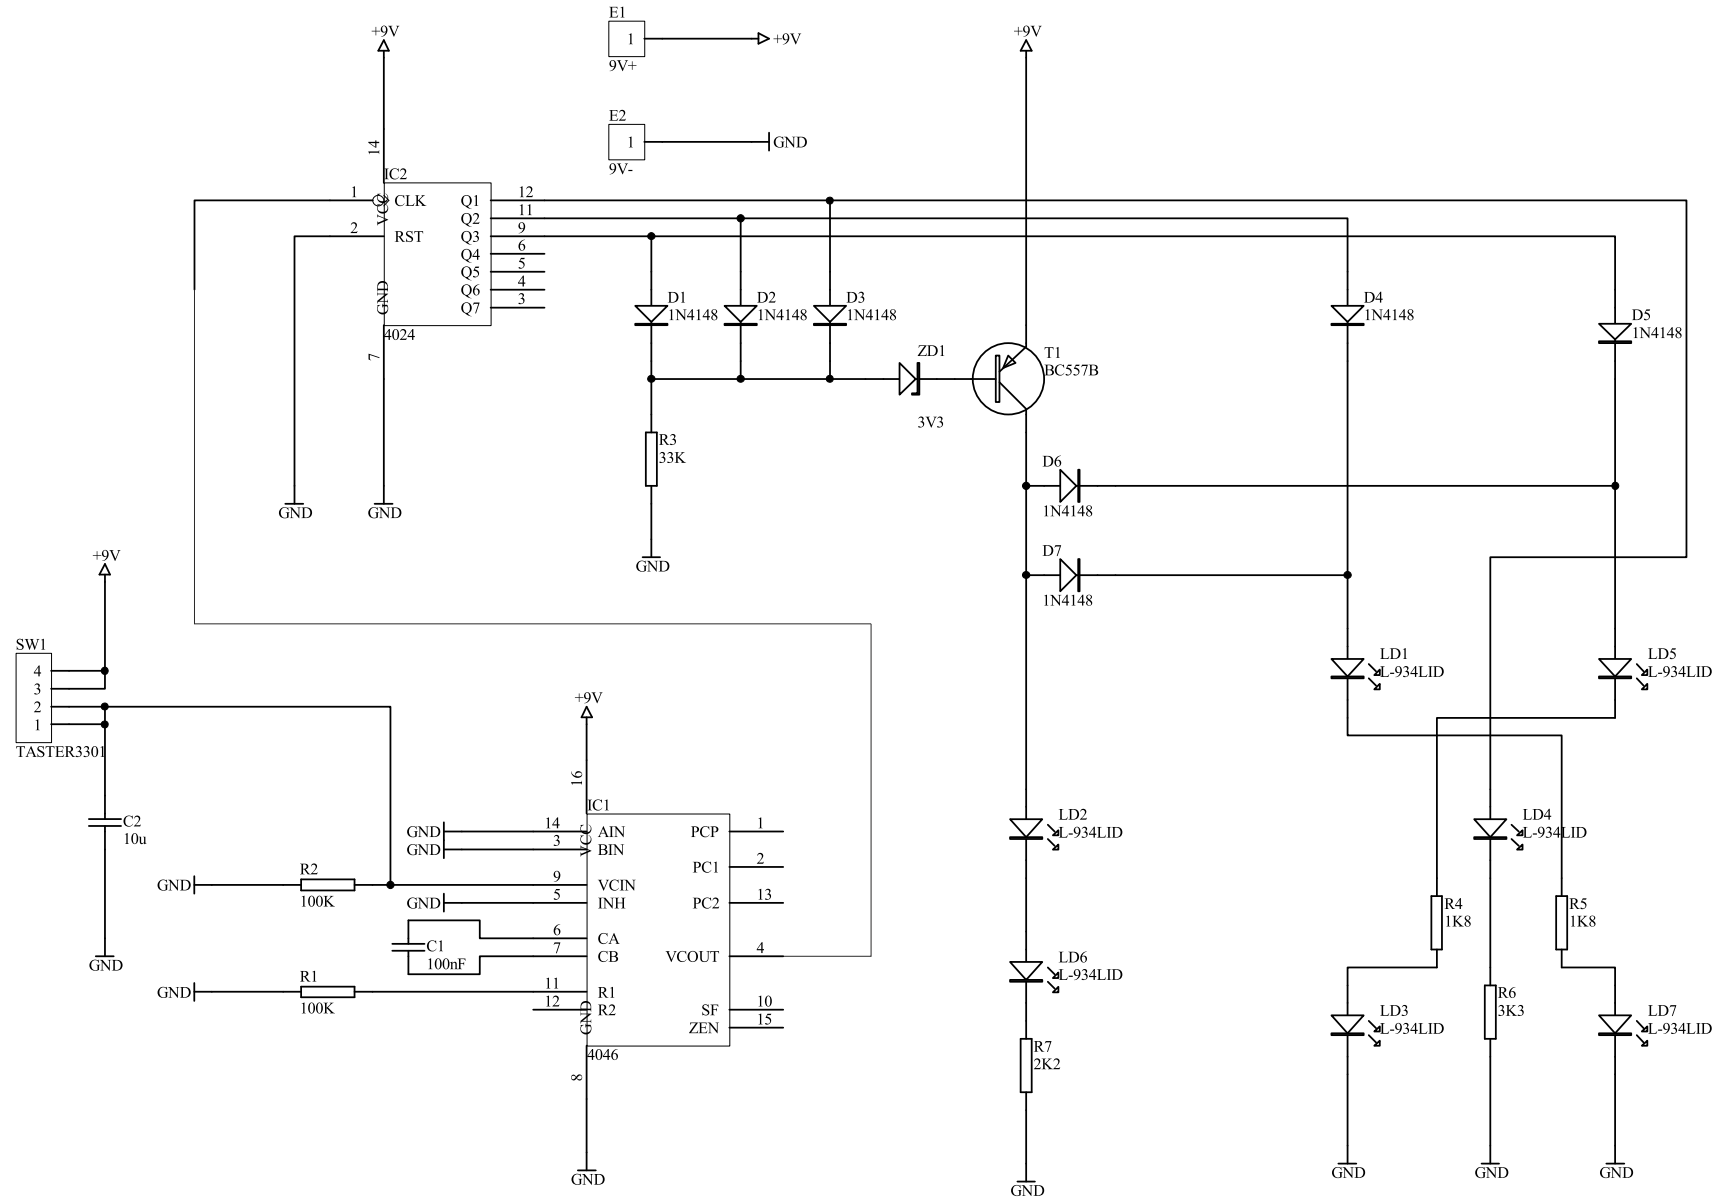 E1
1
9V+
+9V
E2
1
9V-
GND
+9V
14
IC2
1
CLK
VCC
2
RST
GND
Q1
12
Q2
11
Q3
9
Q4
6
Q5
5
Q6
4
Q7
3
4024
7
GND
GND
D1
1N4148
D2
1N4148
D3
1N4148
R3
33K
GND
ZD1
3V3
+9V
T1
BC557B
D4
1N4148
D5
1N4148
D6
1N4148
D7
1N4148
+9V
SW1
4
3
2
1
TASTER3301
C2
10u
GND
GND
R2
100K
GND
R1
100K
+9V
16
IC1
GND
14
AIN
VCC
GND
3
BIN
9
VCIN
GND
5
INH
C1
100nF
6
CA
7
CB
11
R1
12
R2
GND
PCP
1
PC1
2
PC2
13
VCOUT
4
SF
10
ZEN
15
4046
8
GND
LD1
L-934LID
LD5
L-934LID
LD2
L-934LID
LD4
L-934LID
R4
1K8
R5
1K8
LD6
L-934LID
R6
3K3
LD3
L-934LID
LD7
L-934LID
R7
2K2
GND
GND
GND
GND